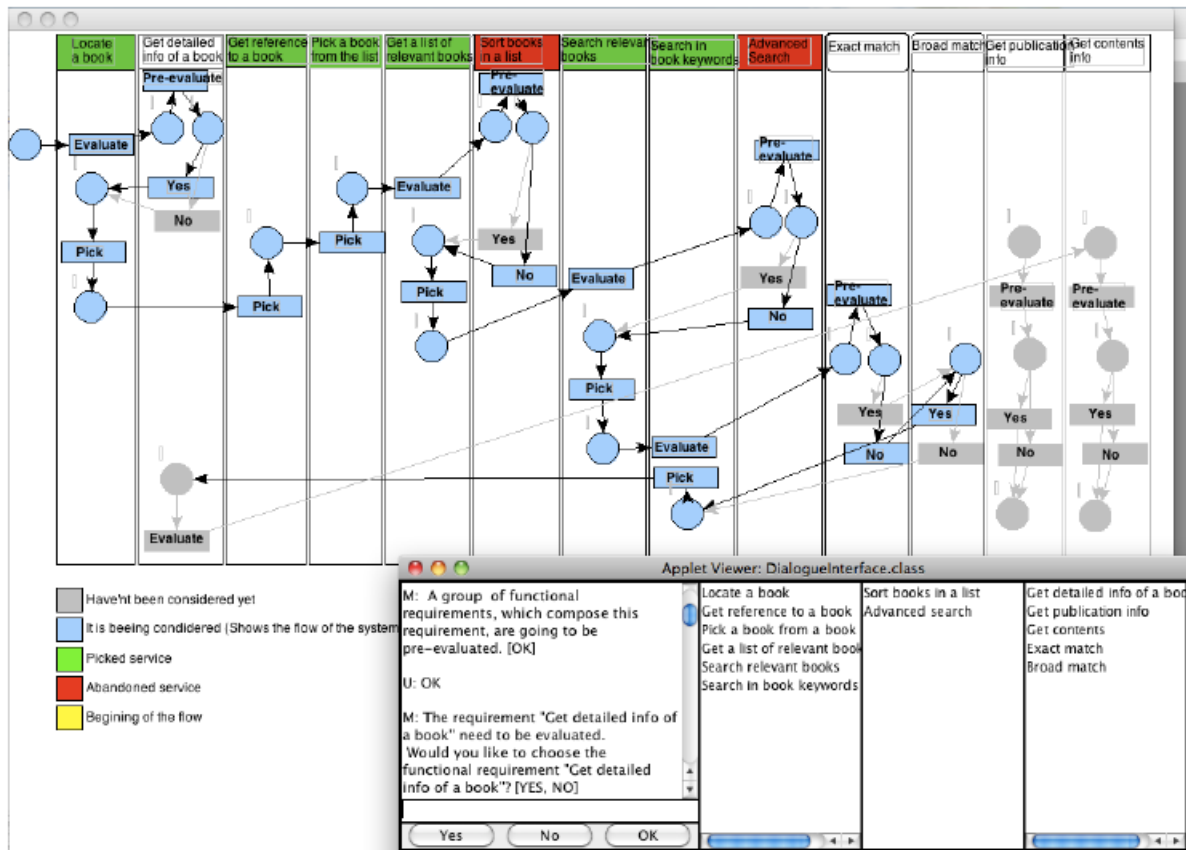 Locate
a book
Get detailed
info of a book
Get reference
to a book
Pick a book
from the list
Get a list of
relevant books
Sort books
in a list
Search relevant
books
Search in
book keywords
Advanced
Search
Exact match
Broad match
Get publication
info
Get contents
info
Pre-evaluate
Pre-
evaluate
Evaluate
Pre-
evaluate
Yes
Evaluate
No
Pick
Yes
Pick
No
Evaluate
Yes
Pick
Pick
Pre-
evaluate
Pre-
evaluate
Pre-
evaluate
No
Pick
Yes
Yes
Yes
Yes
Evaluate
No
No
No
No
Pick
Evaluate
Have'nt been considered yet
It is beeing condidered (Shows the flow of the system
Picked service
Abandoned service
Begining of the flow
Applet Viewer: DialogueInterface.class
M: A group of functional
requirements, which compose this
requirement, are going to be
pre-evaluated. [OK]
U: OK
M: The requirement "Get detailed info of
a book" need to be evaluated.
Would you like to choose the
functional requirement "Get detailed
info of a book"? [YES, NO]
Yes
No
OK
Locate a book
Get reference to a book
Pick a book from a book
Get a list of relevant book
Search relevant books
Search in book keywords
Sort books in a list
Advanced search
Get detailed info of a boo
Get publication info
Get contents
Exact match
Broad match